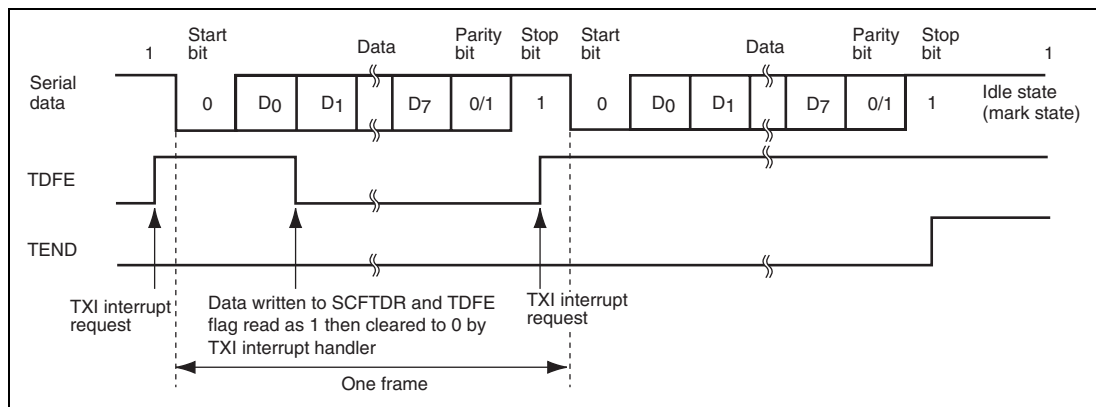 1
Start bit
Data
Parity bit
Stop bit
Start bit
Data
Parity bit
Stop bit
1
Serial data
0
D0
D1
D7
0/1
1
0
D0
D1
D7
0/1
1
Idle state
(mark state)
TDFE
TEND
TXI interrupt
request
Data written to SCFTDR and TDFE
flag read as 1 then cleared to 0 by
TXI interrupt handler
TXI interrupt
request
One frame